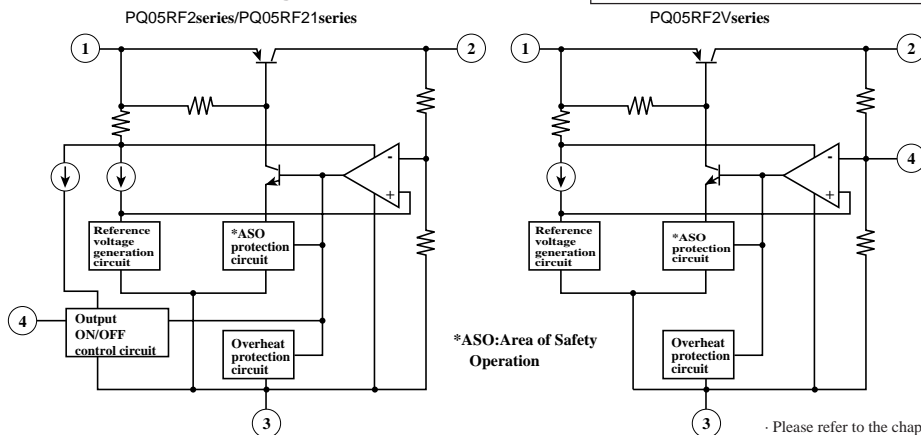 PQ05RF2series/PQ05RF21series
1
2
-
+
Reference
voltage
generation
circuit
*ASO
protection
circuit
4
Output
ON/OFF
control circuit
Overheat
protection
circuit
3
*ASO:Area of Safety
Operation
PQ05RF2Vseries
1
2
-
4
+
Reference
voltage
generation
circuit
*ASO
protection
circuit
Overheat
protection
circuit
3
· Please refer to the chap